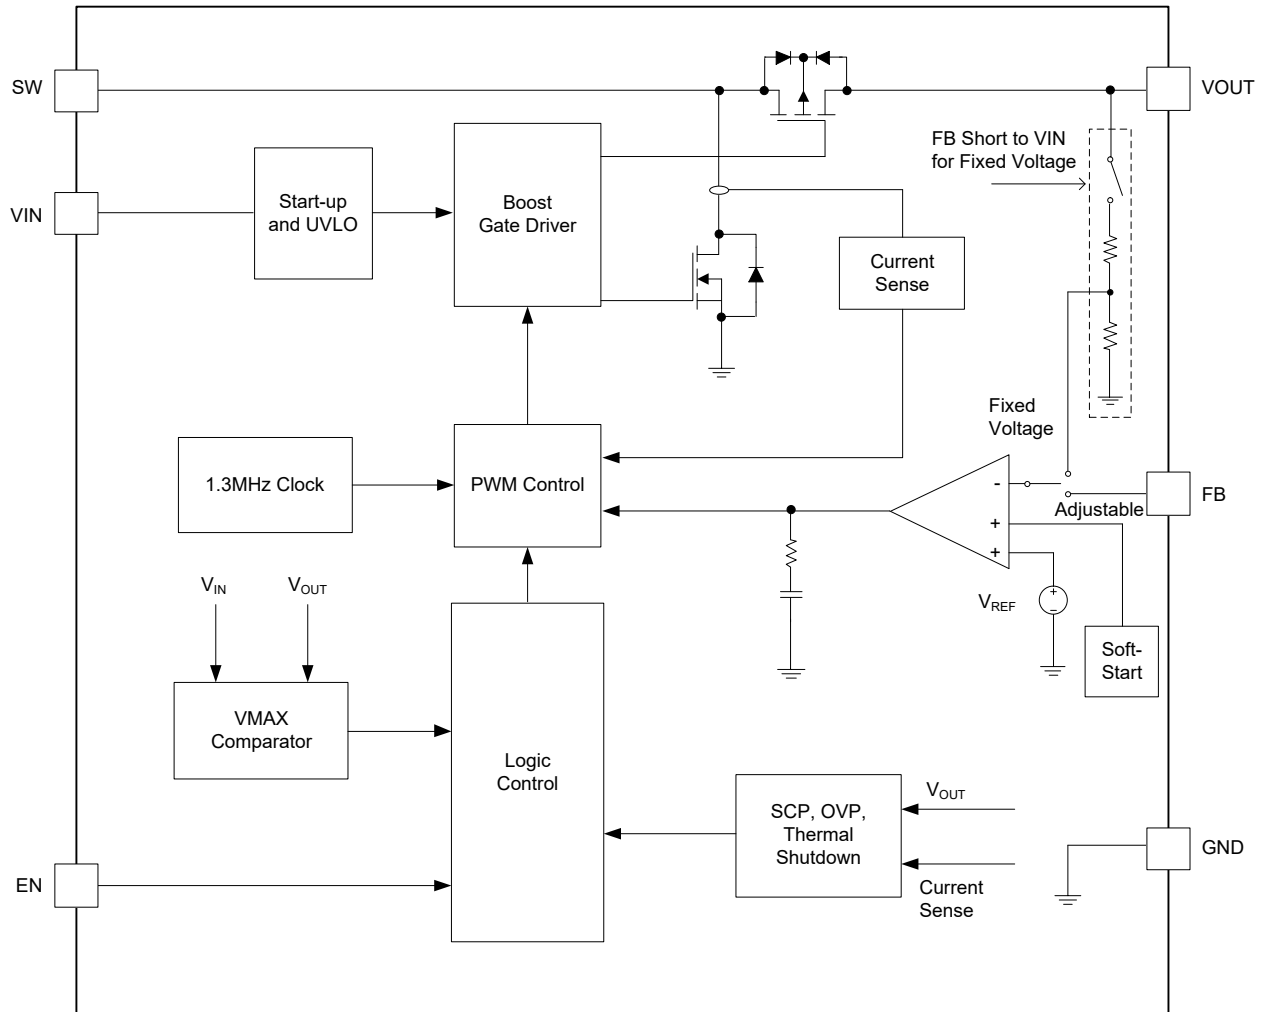 SW
VOUT
FB Short to VIN
for Fixed Voltage
VIN
Start-up
and UVLO
Boost
Gate Driver
Current
Sense
Fixed
Voltage
1.3MHz Clock
PWM Control
-
+
+
Adjustable
FB
VIN
VOUT
VREF
+
−
Soft-
Start
VMAX
Comparator
Logic
Control
SCP, OVP,
Thermal
Shutdown
VOUT
Current
Sense
GND
EN